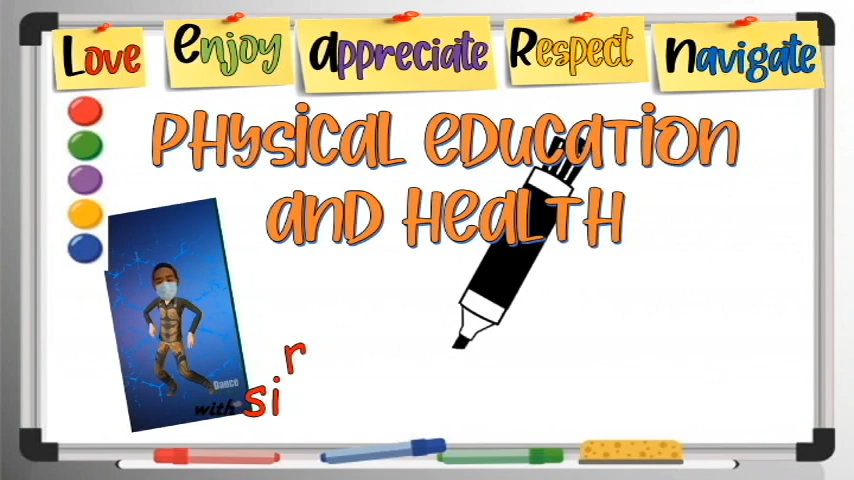 Love Enjoy appreciate Respect navigate
PHysical education
and HealtH
Dance
with sir